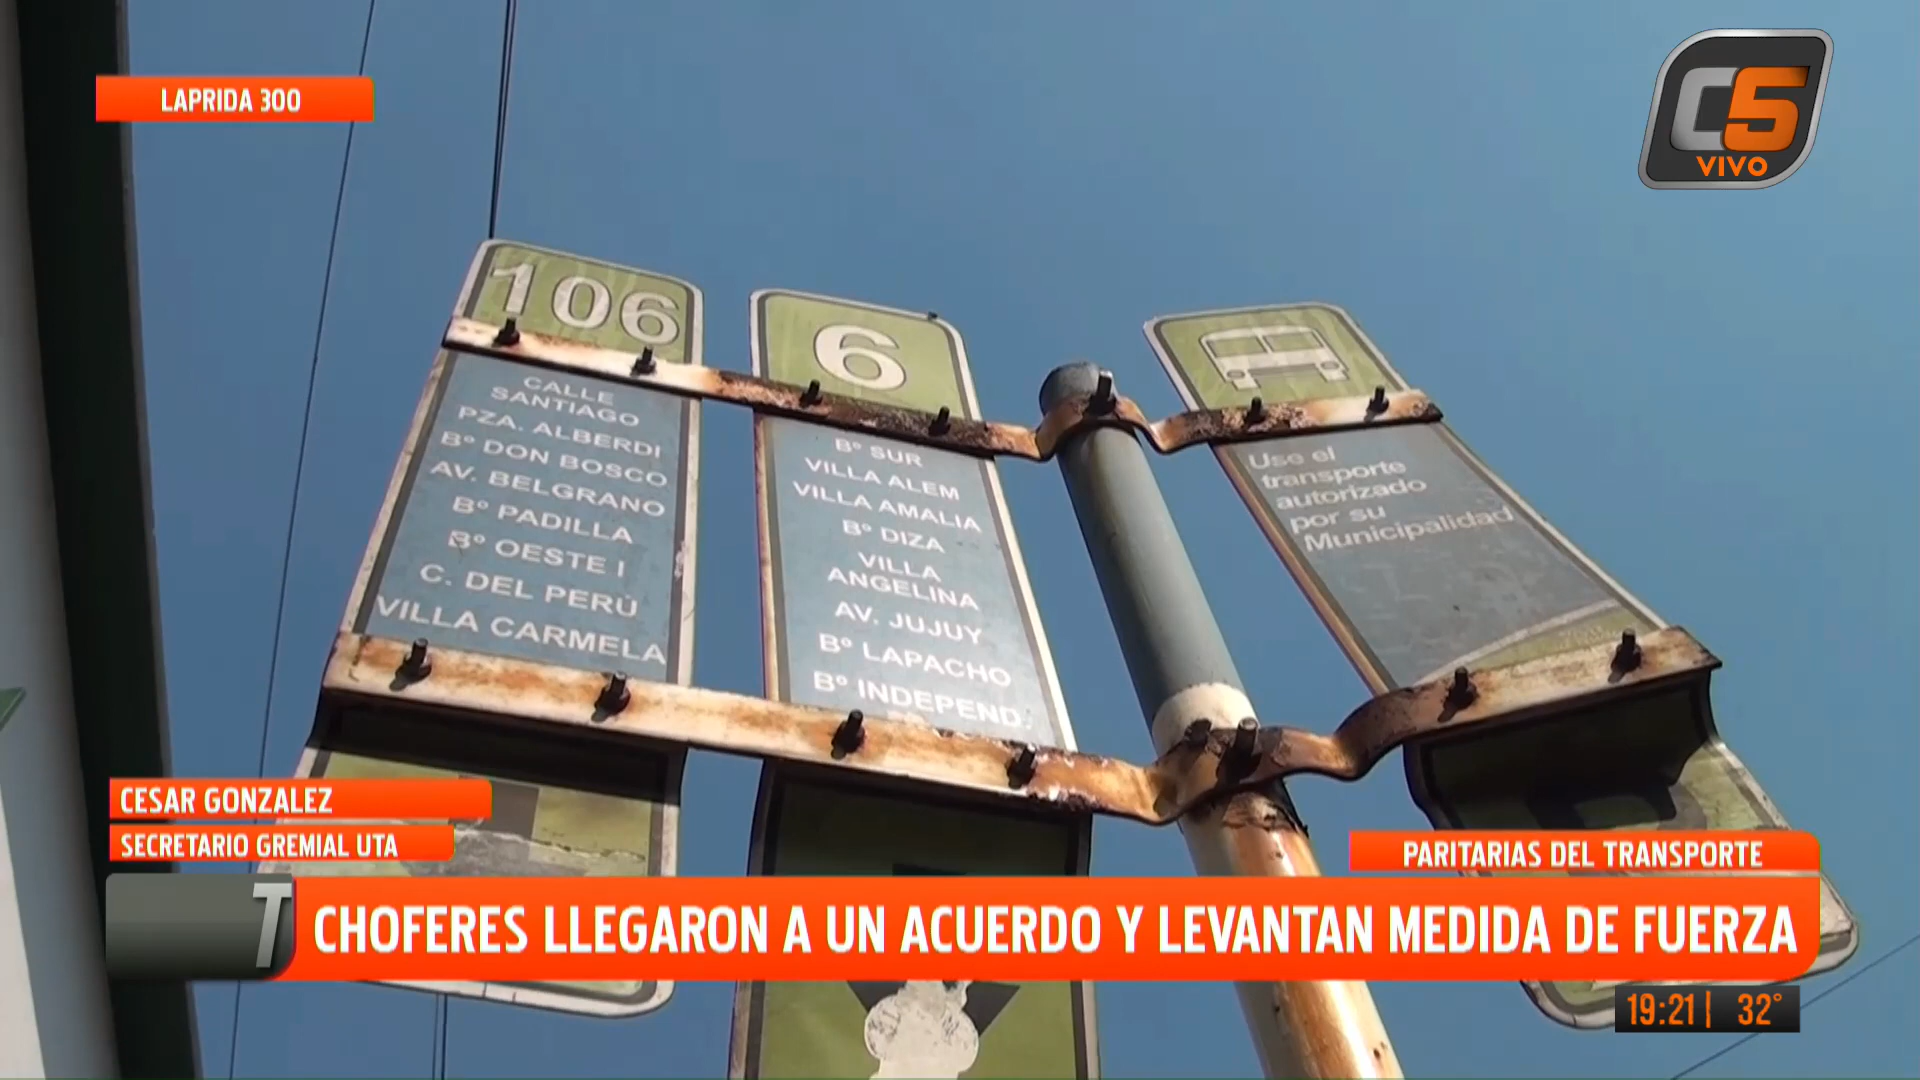 LAPRIDA 300
C5
VIVO
106
CALLE
SANTIAGO
PZA. ALBERDI
Bº DON BOSCO
AV. BELGRANO
Bº PADILLA
Bº OESTE I
C. DEL PERÚ
VILLA CARMELA
6
Bº SUR
VILLA ALEM
VILLA AMALIA
Bº DIZA
VILLA
ANGELINA
AV. JUJUY
Bº LAPACHO
Bº INDEPEND.
Use el
transporte
autorizado
por su
Municipalidad
CESAR GONZALEZ
SECRETARIO GREMIAL UTA
PARITARIAS DEL TRANSPORTE
T
CHOFERES LLEGARON A UN ACUERDO Y LEVANTAN MEDIDA DE FUERZA
19:21 | 32°